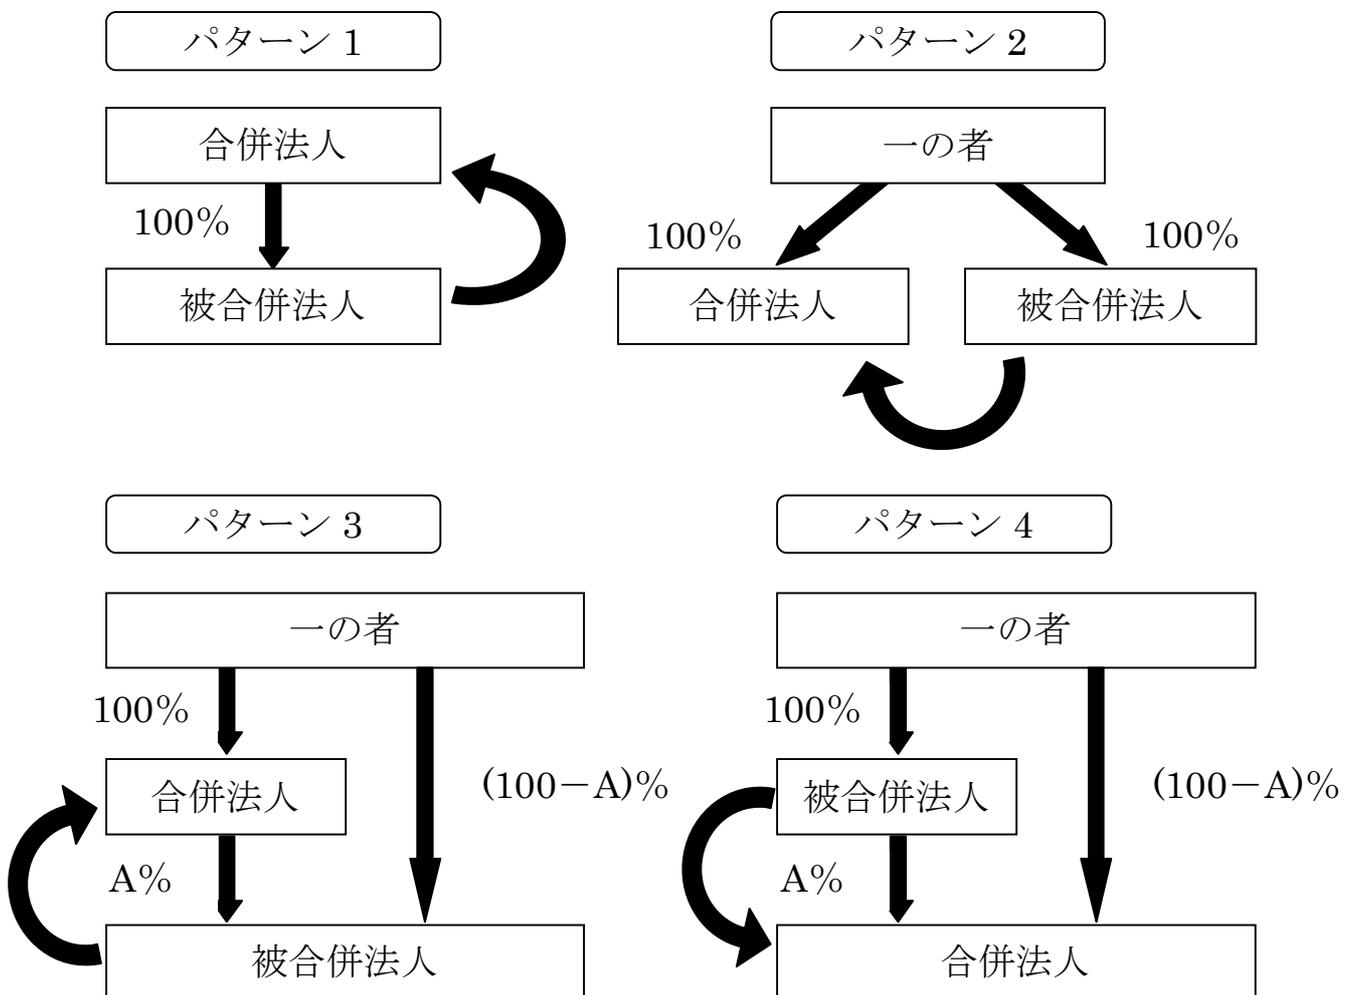 パターン 1
合併法人
100%
被合併法人
パターン 2
一の者
100%
100%
合併法人
被合併法人
パターン 3
一の者
100%
合併法人
(100－A)%
A%
被合併法人
パターン 4
一の者
100%
被合併法人
(100－A)%
A%
合併法人